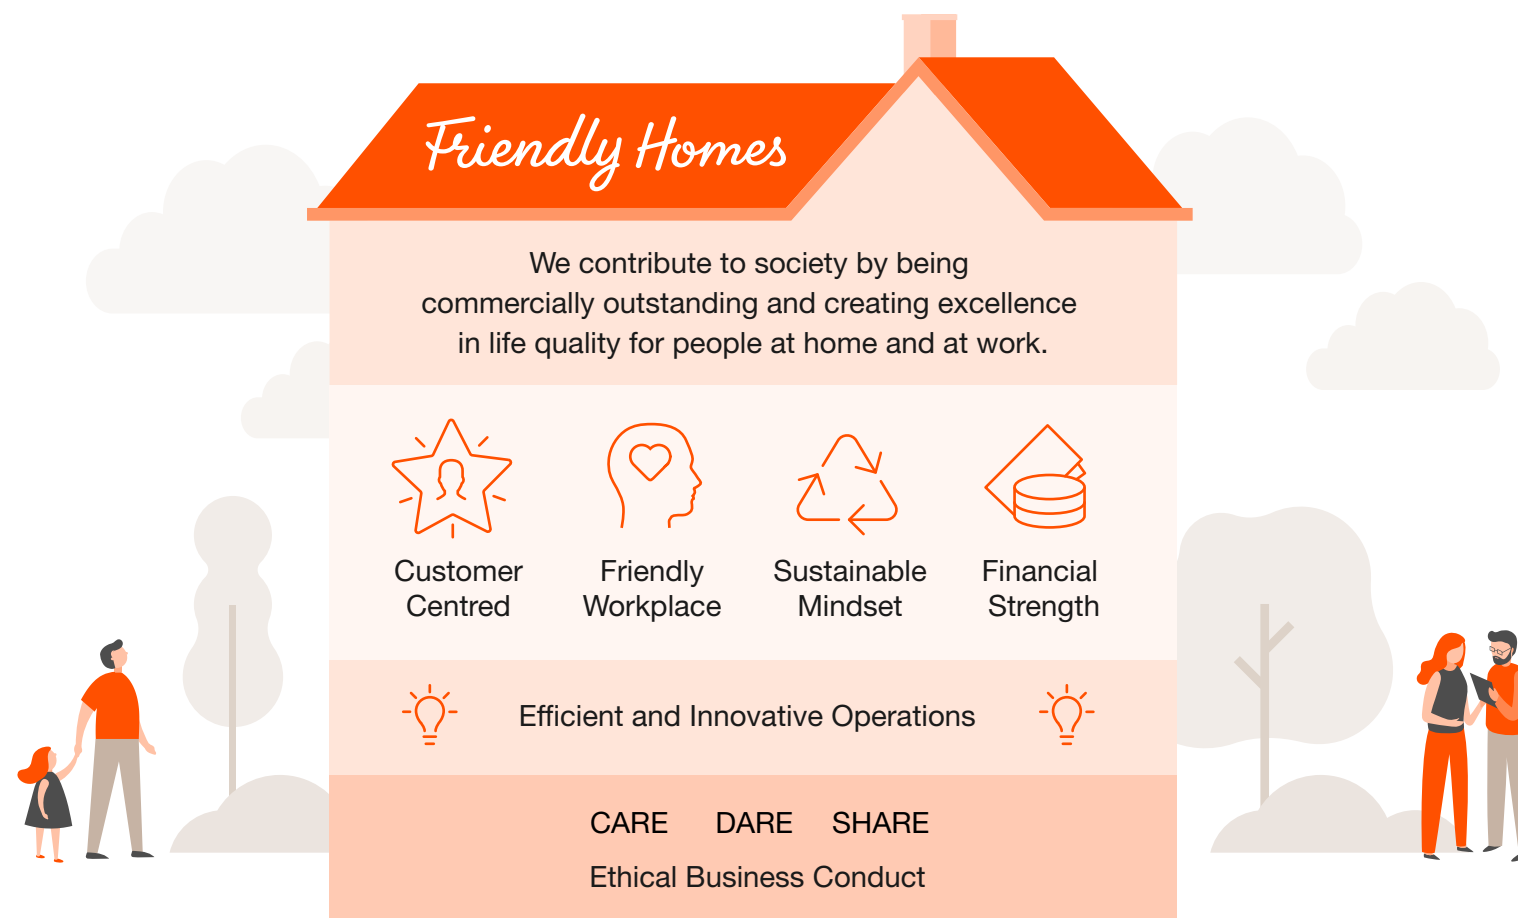 Friendly Homes
We contribute to society by being
commercially outstanding and creating excellence
in life quality for people at home and at work.
Customer
Centred
Friendly
Workplace
Sustainable
Mindset
Financial
Strength
Efficient and Innovative Operations
CARE DARE SHARE
Ethical Business Conduct